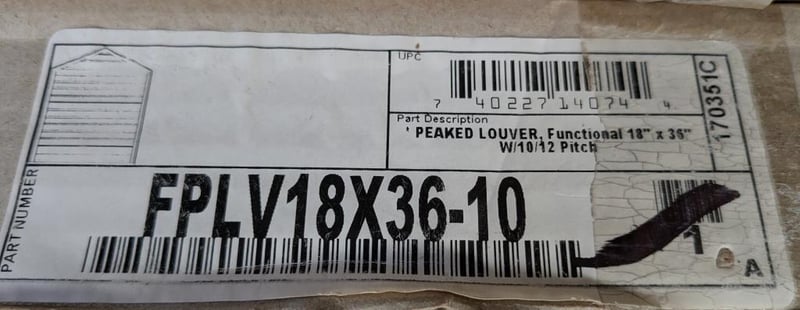 UPC
7 40227 14074 4
Part Description
PEAKED LOUVER, Functional 18" x 36"
W/10/12 Pitch
170351C
PART NUMBER
FPLV18X36-10
1
A